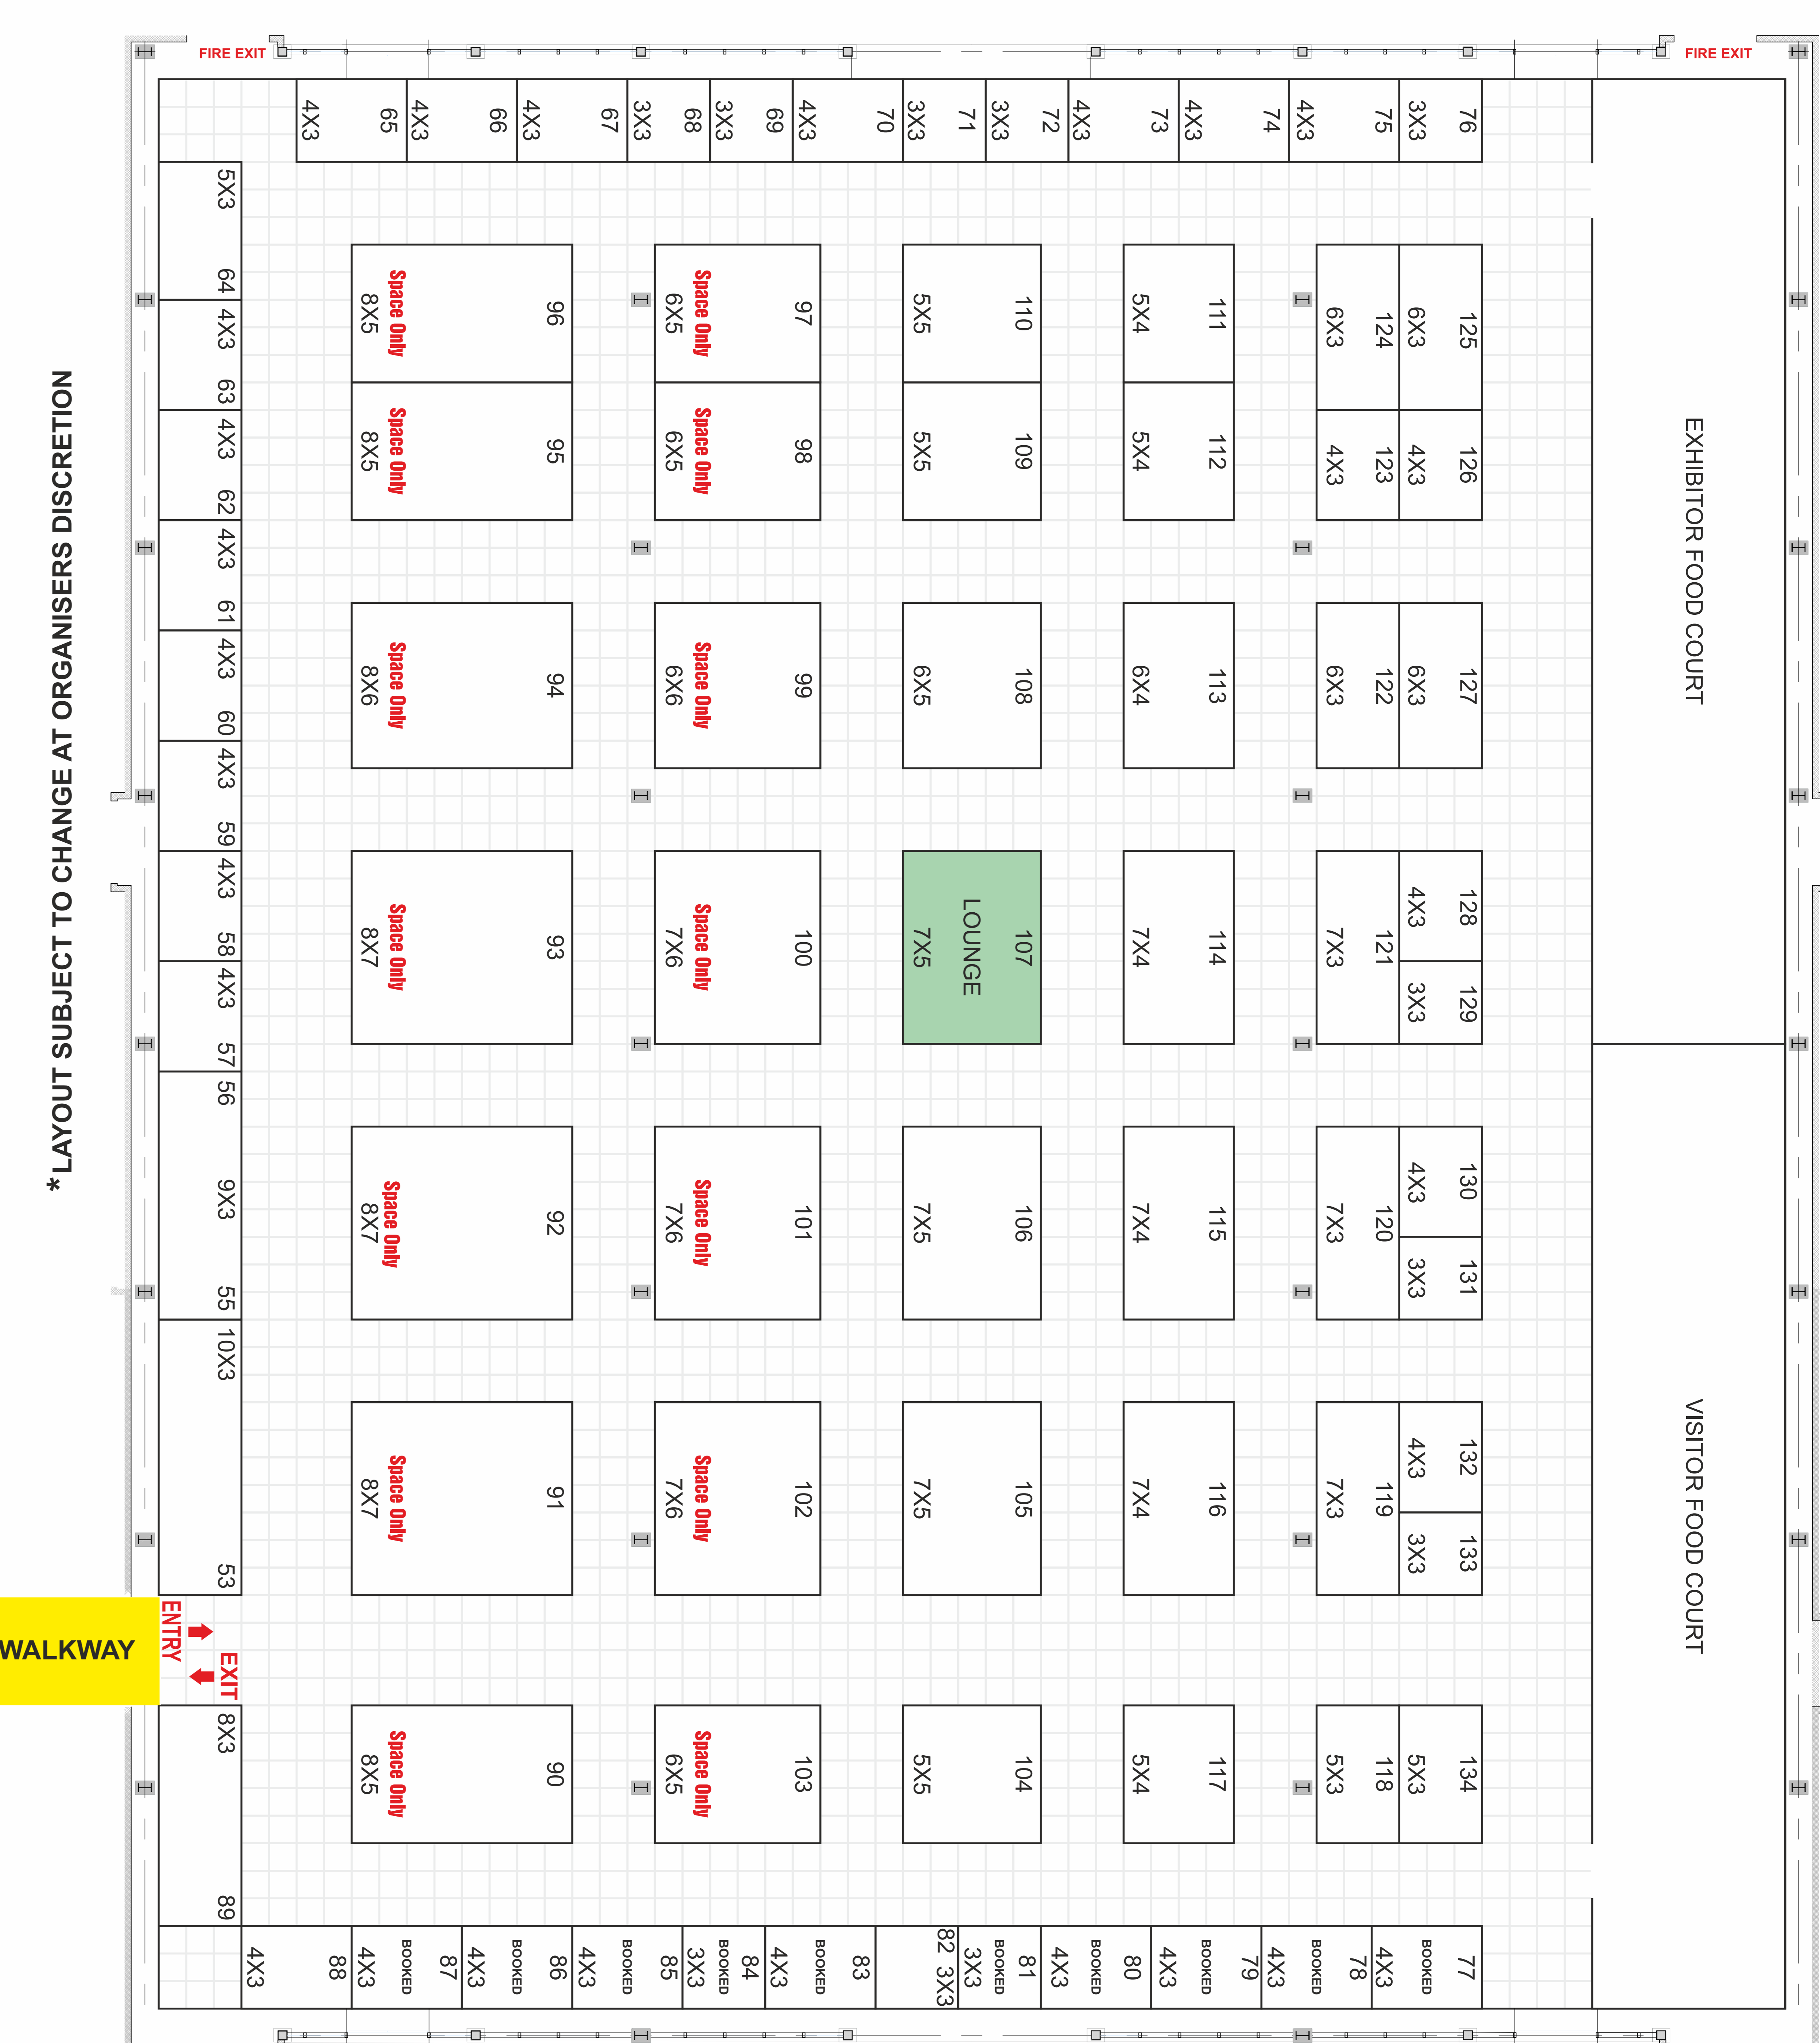 FIRE EXIT
FIRE EXIT
4X3 65
4X3 66
4X3 67
3X3 68
3X3 69
4X3 70
3X3 71
3X3 72
4X3 73
4X3 74
4X3 75
3X3 76
5X3 64
4X3 63
4X3 62
4X3 61
4X3 60
4X3 59
4X3 58
4X3 57
56
9X3
55
10X3
53
8X3
89
96
Space Only
8X5
97
Space Only
6X5
110
5X5
111
5X4
124
6X3
125
6X3
95
Space Only
8X5
98
Space Only
6X5
109
5X5
112
5X4
123
4X3
126
4X3
94
Space Only
8X6
99
Space Only
6X6
108
6X5
113
6X4
122
6X3
127
6X3
93
Space Only
8X7
100
Space Only
7X6
107
LOUNGE
7X5
114
7X4
121
7X3
128
4X3
129
3X3
92
Space Only
8X7
101
Space Only
7X6
106
7X5
115
7X4
120
7X3
130
4X3
131
3X3
91
Space Only
8X7
102
Space Only
7X6
105
7X5
116
7X4
119
7X3
132
4X3
133
3X3
90
Space Only
8X5
103
Space Only
6X5
104
5X5
117
5X4
118
5X3
134
5X3
EXHIBITOR FOOD COURT
VISITOR FOOD COURT
ENTRY
EXIT
WALKWAY
88
4X3
87
BOOKED
4X3
86
BOOKED
4X3
85
BOOKED
4X3
84
BOOKED
3X3
83
BOOKED
4X3
82 3X3
81
BOOKED
3X3
80
BOOKED
4X3
79
4X3
78
BOOKED
4X3
77
BOOKED
4X3
*LAYOUT SUBJECT TO CHANGE AT ORGANISERS DISCRETION